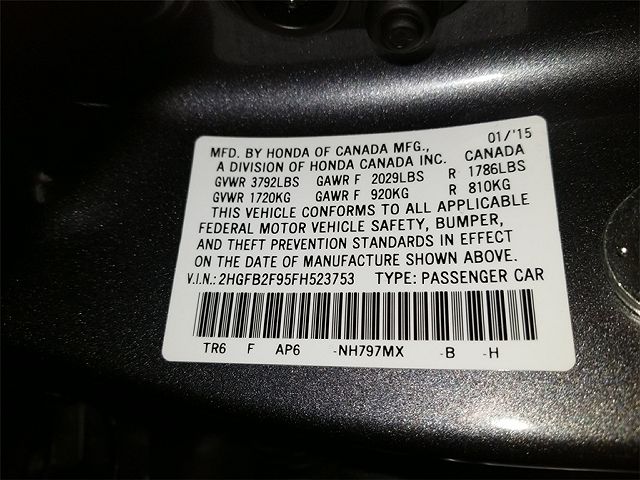 01/'15
MFD. BY HONDA OF CANADA MFG.,
A DIVISION OF HONDA CANADA INC. CANADA
GVWR 3792LBS GAWR F 2029LBS R 1786LBS
GVWR 1720KG GAWR F 920KG R 810KG
THIS VEHICLE CONFORMS TO ALL APPLICABLE
FEDERAL MOTOR VEHICLE SAFETY, BUMPER,
AND THEFT PREVENTION STANDARDS IN EFFECT
ON THE DATE OF MANUFACTURE SHOWN ABOVE.
V.I.N.: 2HGFB2F95FH523753 TYPE: PASSENGER CAR
TR6 F AP6 -NH797MX -B -H